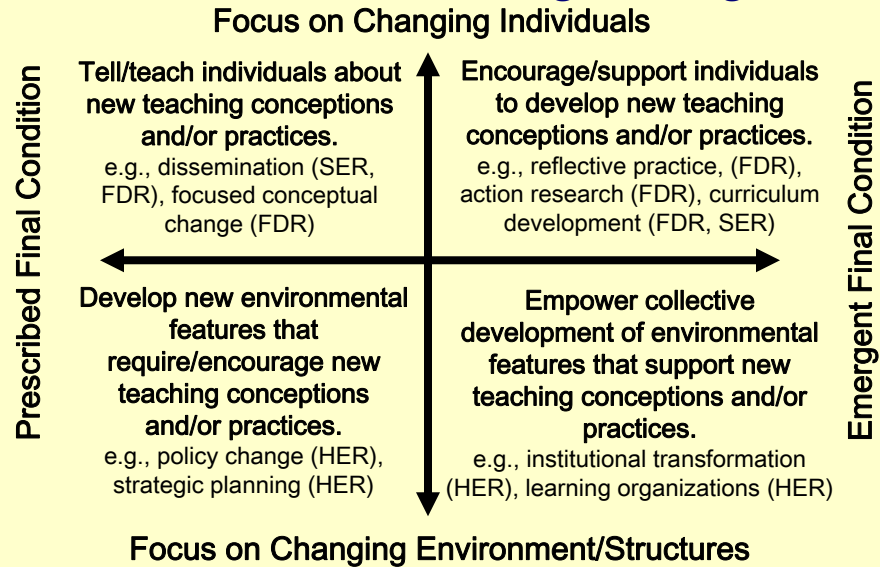 Focus on Changing Individuals
Prescribed Final Condition
Tell/teach individuals about
new teaching conceptions
and/or practices.
e.g., dissemination (SER,
FDR), focused conceptual
change (FDR)
Encourage/support individuals
to develop new teaching
conceptions and/or practices.
e.g., reflective practice, (FDR),
action research (FDR), curriculum
development (FDR, SER)
Emergent Final Condition
Develop new environmental
features that
require/encourage new
teaching conceptions
and/or practices.
e.g., policy change (HER),
strategic planning (HER)
Empower collective
development of environmental
features that support new
teaching conceptions and/or
practices.
e.g., institutional transformation
(HER), learning organizations (HER)
Focus on Changing Environment/Structures